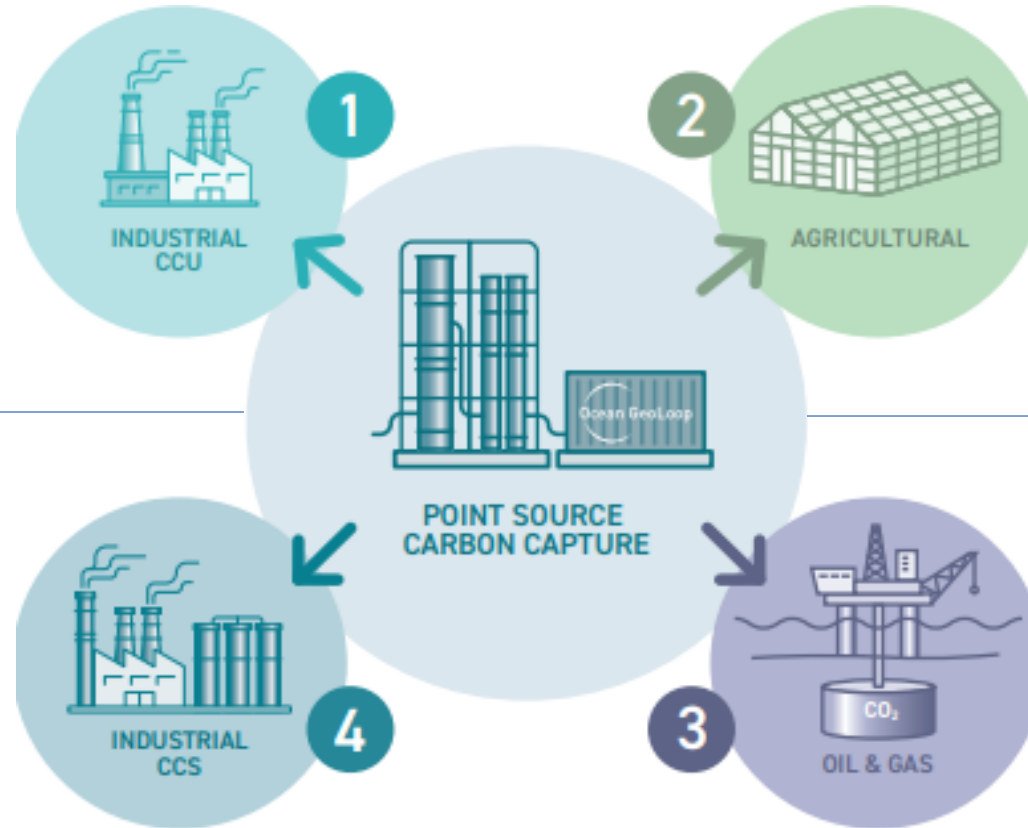 1
INDUSTRIAL
CCU
2
AGRICULTURAL
Ocean GeoLoop
POINT SOURCE
CARBON CAPTURE
4
INDUSTRIAL
CCS
3
CO₂
OIL & GAS